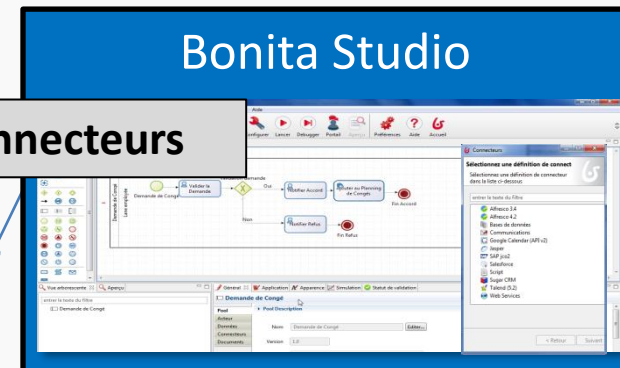 Bonita Studio
nnecteurs
Aide
Configurer Lancer Debugger Portail Aperçu Préférences Aide Accueil
Demande de Congé
Valider la Demande
Oui
Notifier Accord
Ajouter au Planning de Congés
Fin Accord
Non
Notifier Refus
Fin Refus
Connecteurs
Sélectionnez une définition de connect
Sélectionnez une définition de connecteur
dans la liste ci-dessous
entrer le texte du filtre
Alfresco 3.4
Alfresco 4.2
Bases de données
Communications
Google Calendar (API v2)
Jasper
SAP jco2
Salesforce
Script
Sugar CRM
Talend (5.2)
Web Services
< Retour Suivant
Vue arborescente Aperçu
entrer le texte du filtre
Demande de Congé
Général Application Apparence Simulation Statut de validation
Demande de Congé
Pool
Acteur
Données
Connecteurs
Documents
Pool Description
Nom Demande de Congé Editer...
Version 1.0